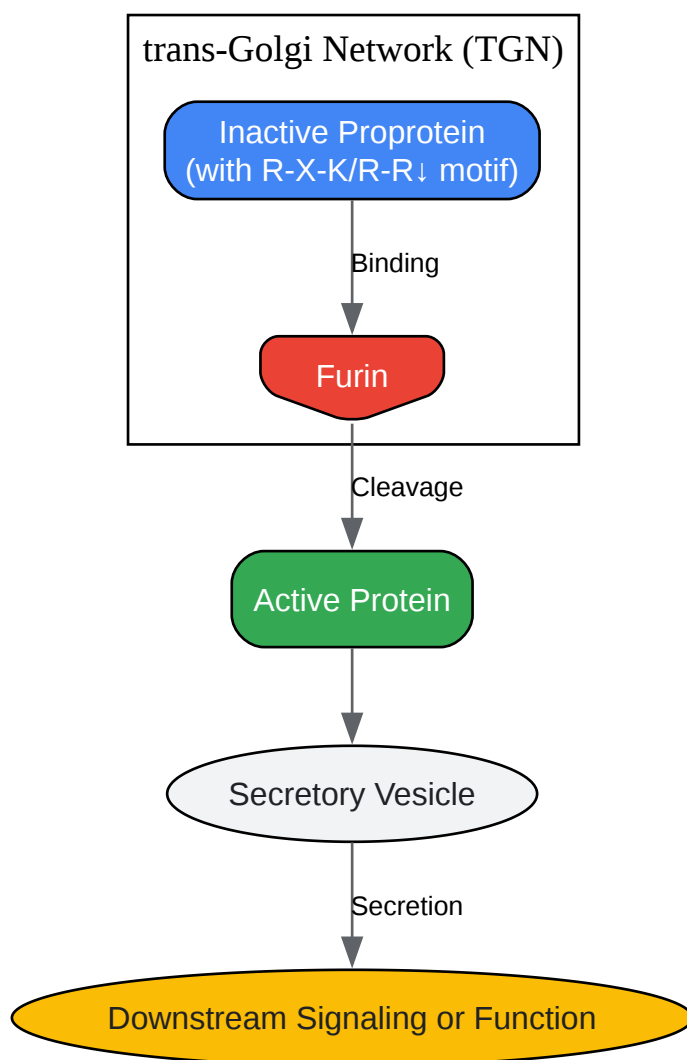 trans-Golgi Network (TGN)
Inactive Proprotein
(with R-X-K/R-R↓ motif)
Binding
Furin
Cleavage
Active Protein
Secretory Vesicle
Secretion
Downstream Signaling or Function